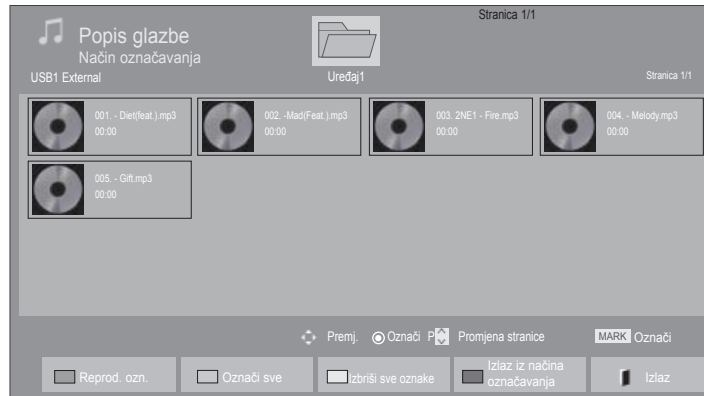 Stranica 1/1
Popis glazbe
Način označavanja
USB1 External
Uređaj1
Stranica 1/1
001. - Diet(feat.).mp3
00:00
002. -Mad(Feat.).mp3
00:00
003. 2NE1 - Fire.mp3
00:00
004. - Melody.mp3
00:00
005. - Gift.mp3
00:00
Premj. Označi P Promjena stranice MARK Označi
Reprod. ozn.
Označi sve
Izbriši sve oznake
Izlaz iz načina
označavanja
Izlaz